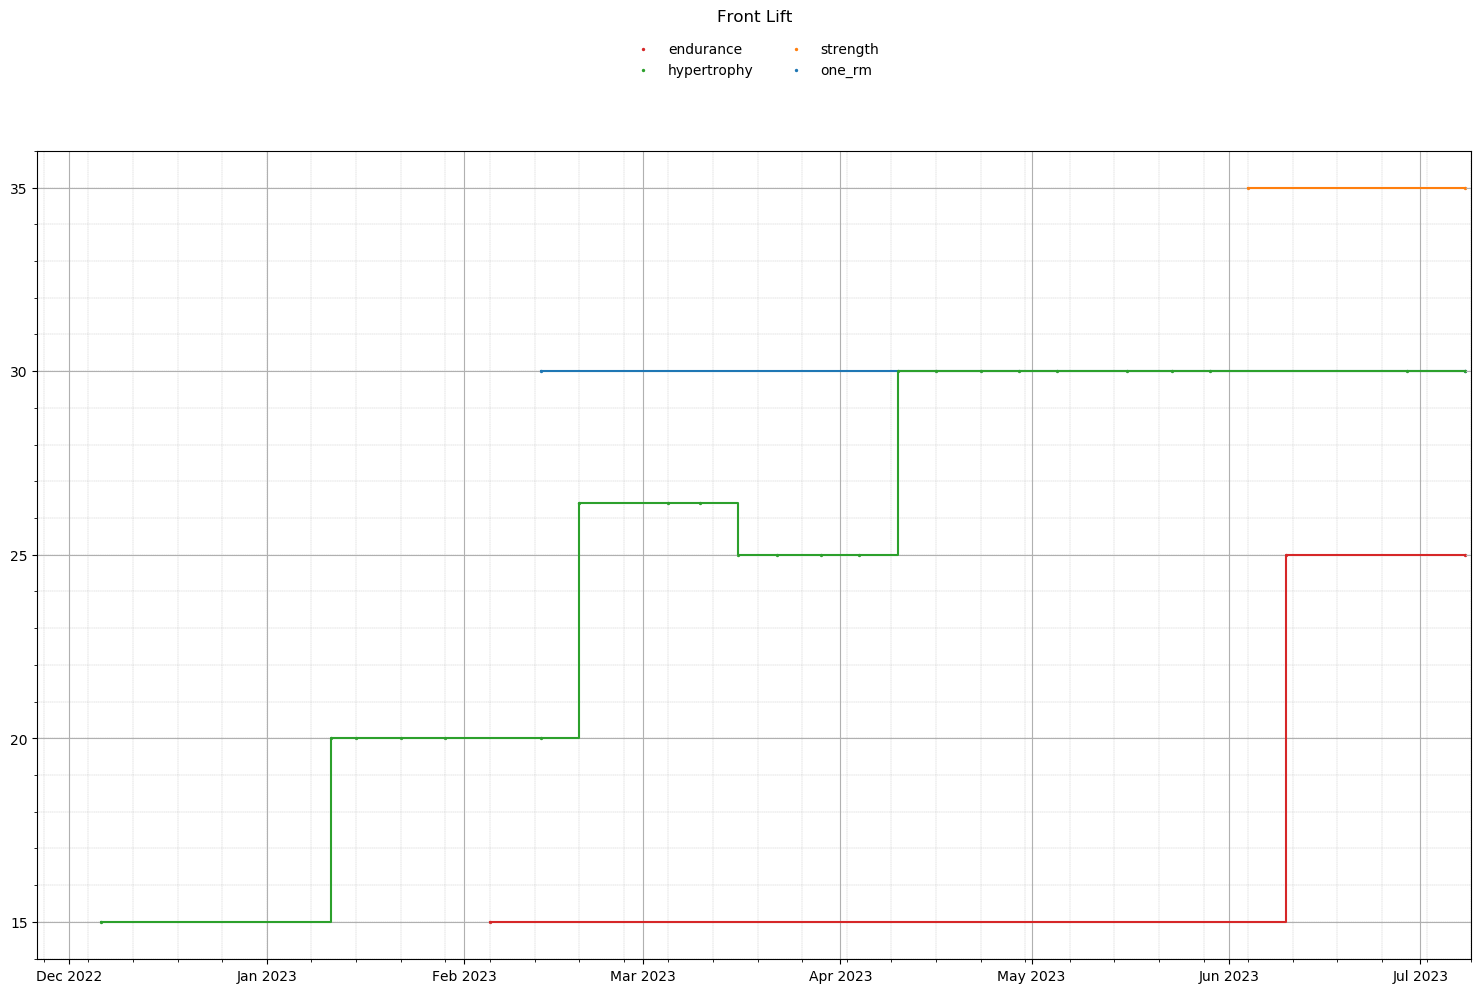 Front Lift
endurance strength
hypertrophy one_rm
35
30
25
20
15
Dec 2022 Jan 2023 Feb 2023 Mar 2023 Apr 2023 May 2023 Jun 2023 Jul 2023